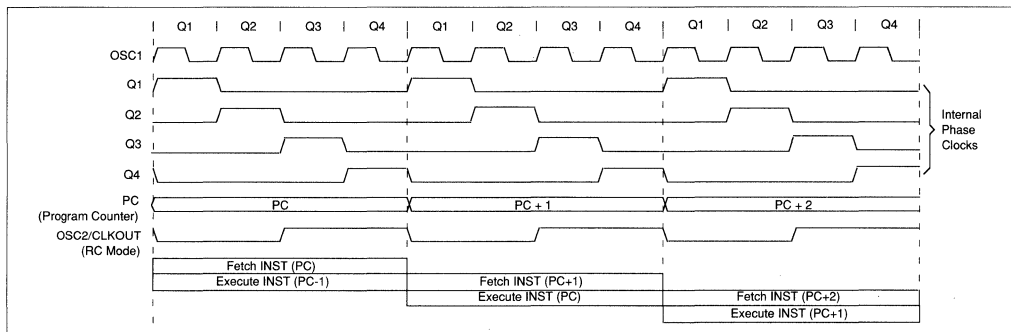 | Q1 | Q2 | Q3 | Q4 | Q1 | Q2 | Q3 | Q4 | Q1 | Q2 | Q3 | Q4 |
OSC1
Q1
Q2
Q3
Q4
Internal
Phase
Clocks
PC
(Program Counter)
PC
PC + 1
PC + 2
OSC2/CLKOUT
(RC Mode)
Fetch INST (PC)
Execute INST (PC-1)
Fetch INST (PC+1)
Execute INST (PC)
Fetch INST (PC+2)
Execute INST (PC+1)